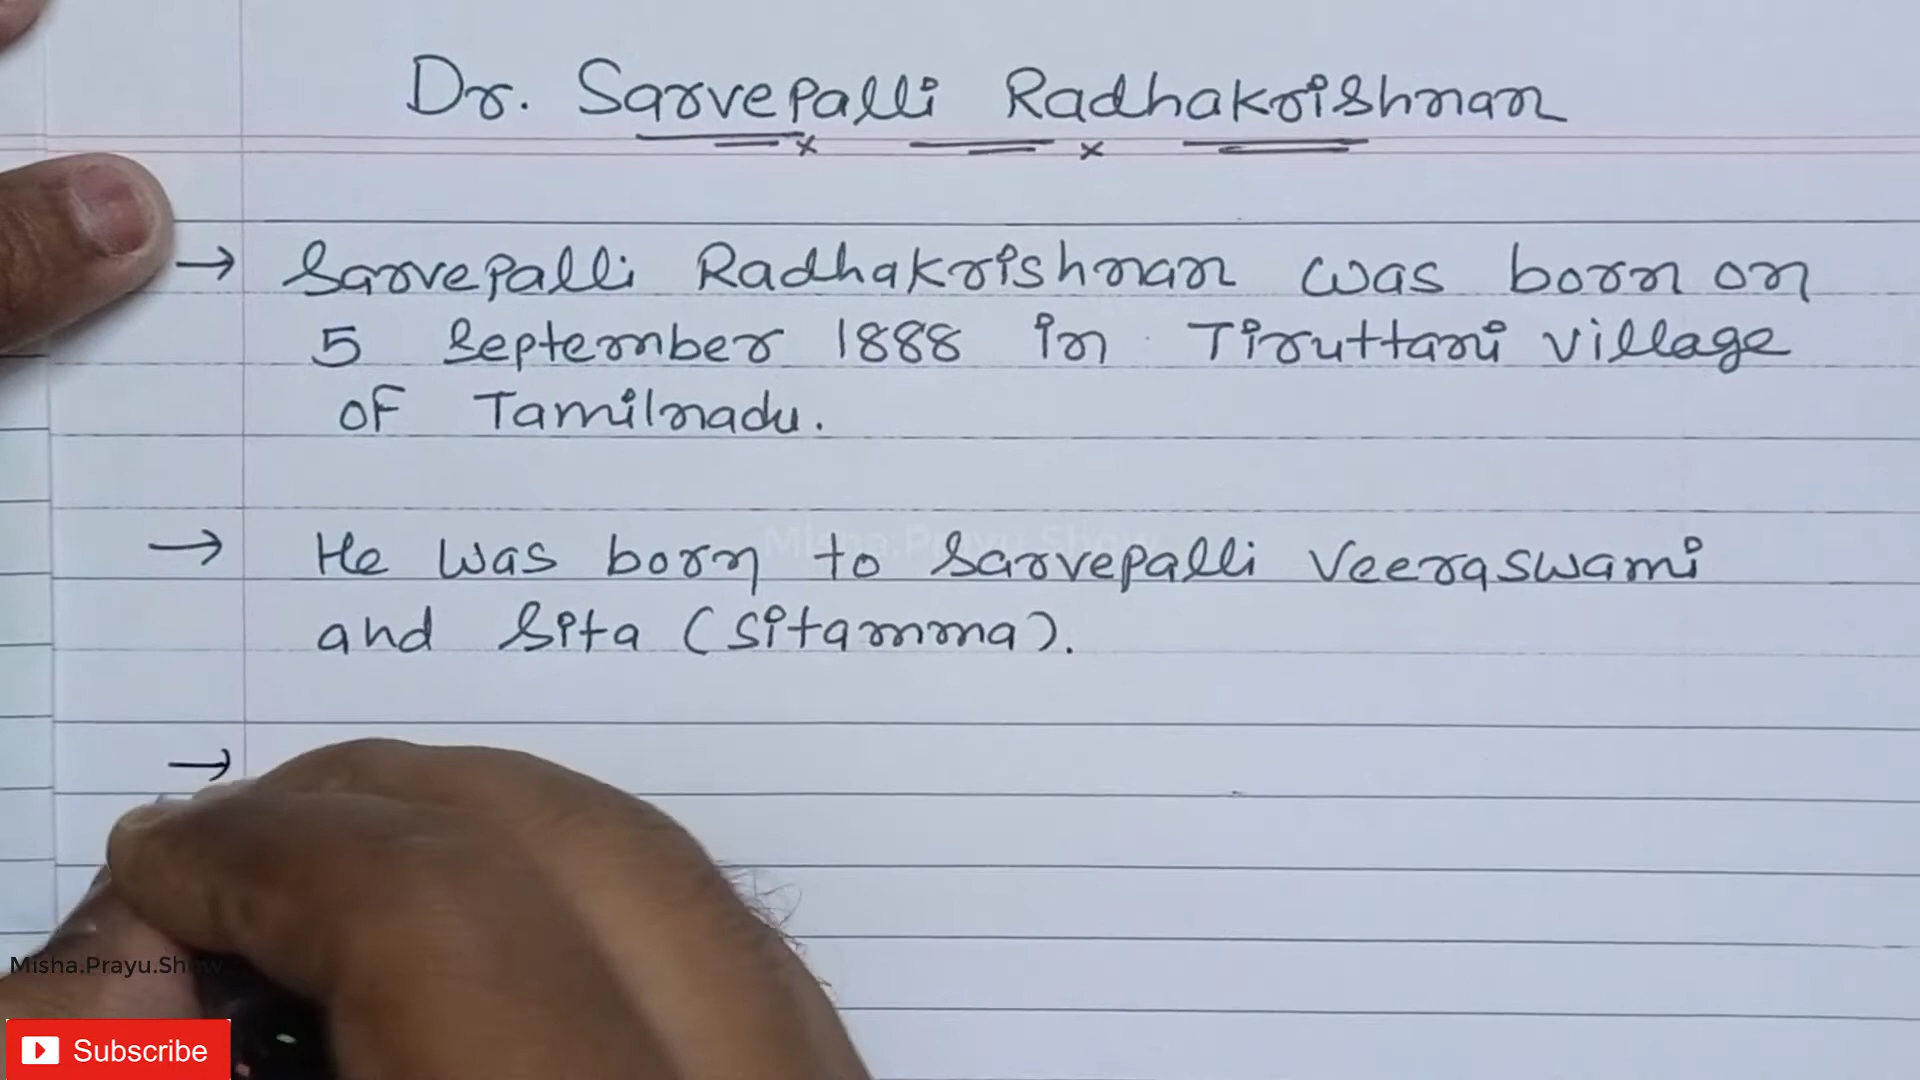 Dr. Sarvepalli Radhakrishnan
→ Sarvepalli Radhakrishnan was born on
5 September 1888 in Tiruttani village
of Tamilnadu.
→ He was born to Sarvepalli Veeraswami
and Sita (Sitamma).
→
Misha.Prayu.Show
Subscribe